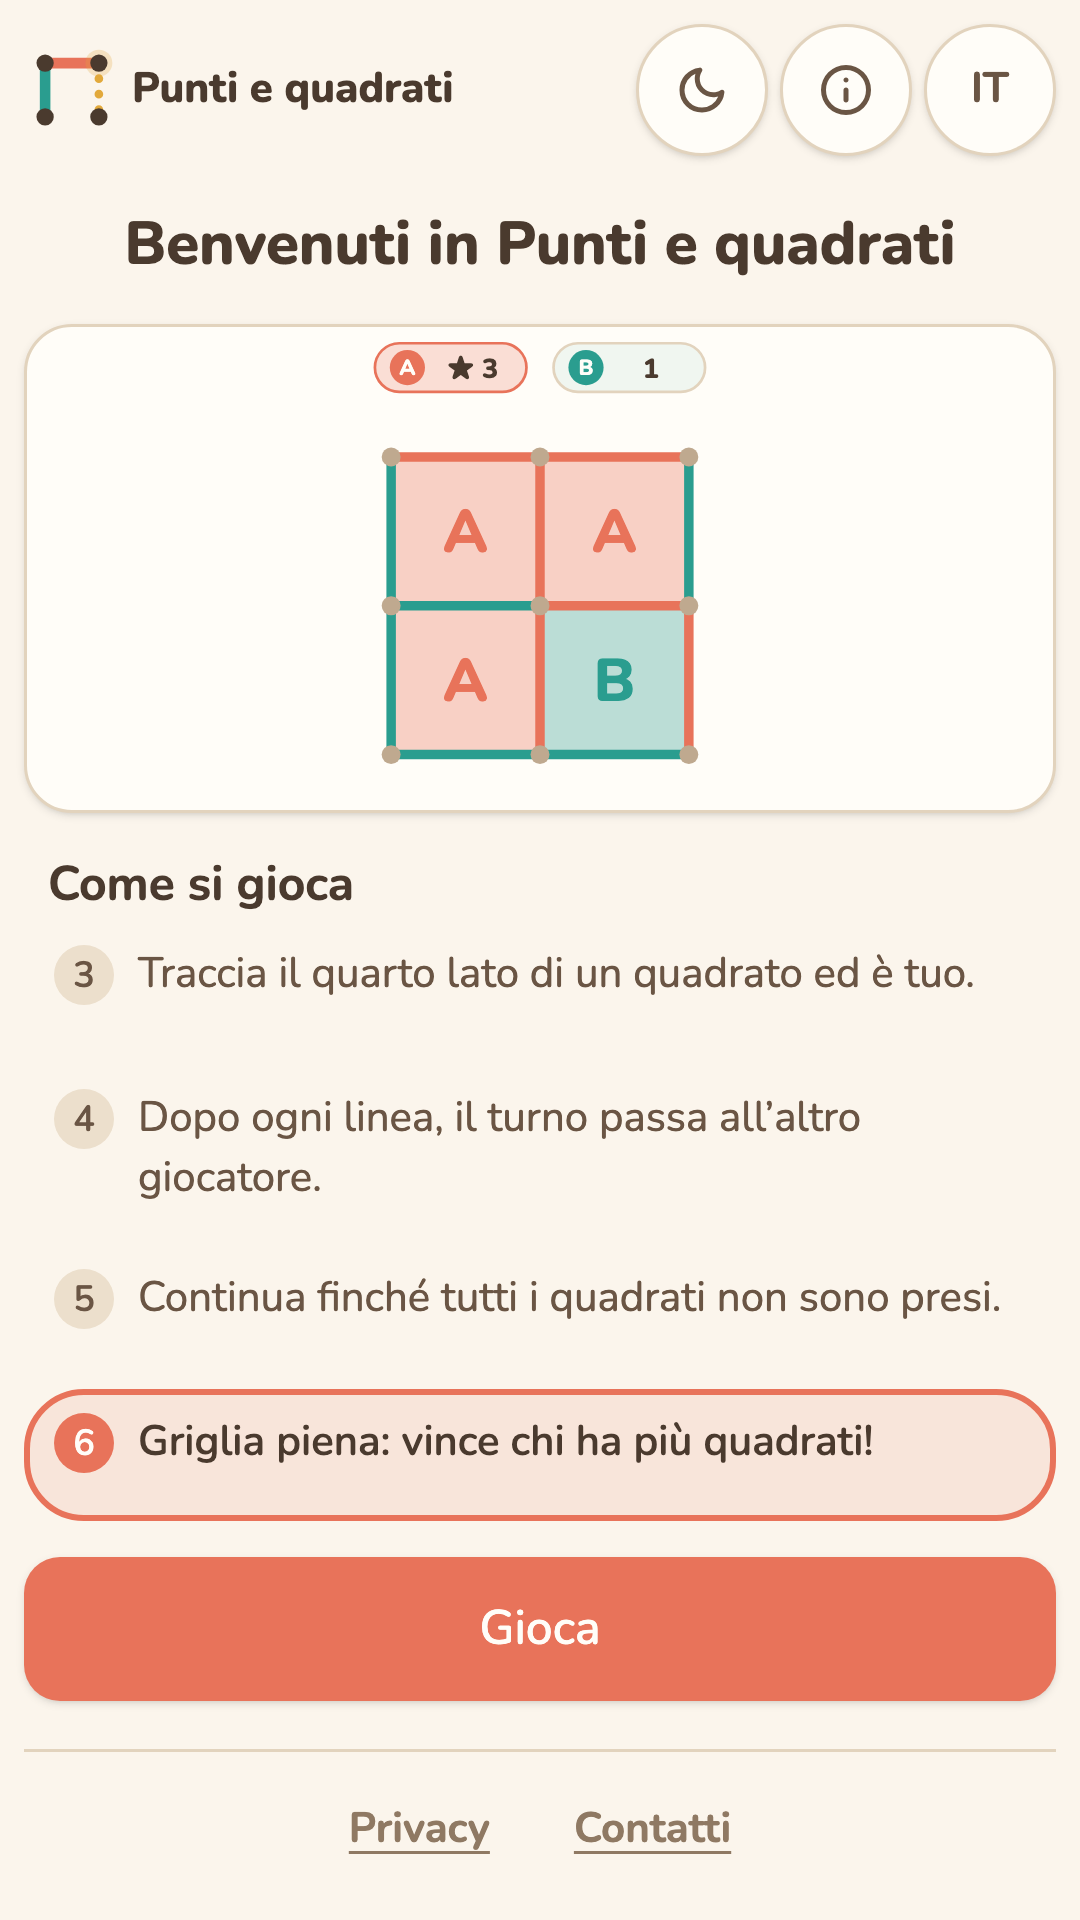 Punti e quadrati
IT
Benvenuti in Punti e quadrati
A ★ 3
B 1
A A
A B
Come si gioca
3 Traccia il quarto lato di un quadrato ed è tuo.
4 Dopo ogni linea, il turno passa all’altro
giocatore.
5 Continua finché tutti i quadrati non sono presi.
6 Griglia piena: vince chi ha più quadrati!
Gioca
Privacy Contatti